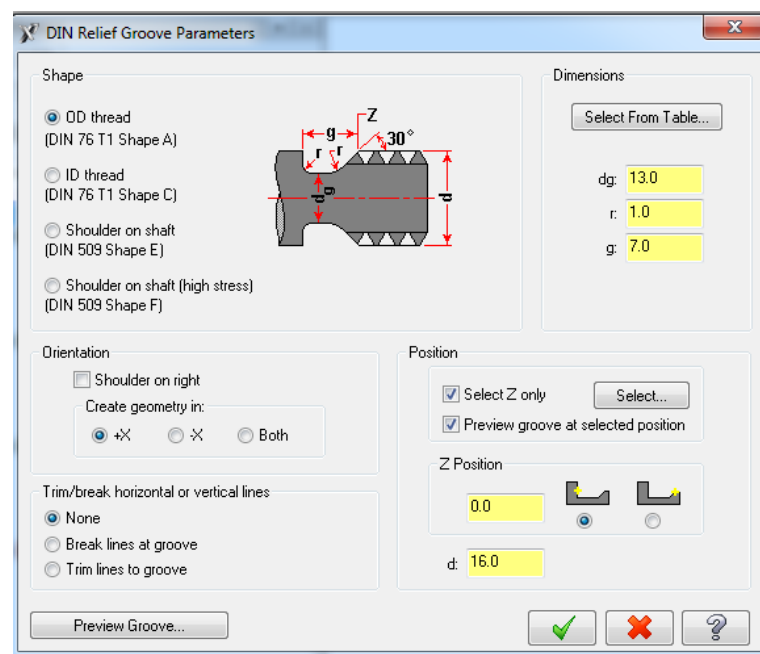 DIN Relief Groove Parameters
Shape
OD thread
(DIN 76 T1 Shape A)
ID thread
(DIN 76 T1 Shape C)
Shoulder on shaft
(DIN 509 Shape E)
Shoulder on shaft (high stress)
(DIN 509 Shape F)
Z
g
30°
r r
dg
d
Dimensions
Select From Table...
dg: 13.0
r: 1.0
g: 7.0
Orientation
Shoulder on right
Create geometry in:
+X -X Both
Trim/break horizontal or vertical lines
None
Break lines at groove
Trim lines to groove
Position
Select Z only Select...
Preview groove at selected position
Z Position
0.0
d: 16.0
Preview Groove...